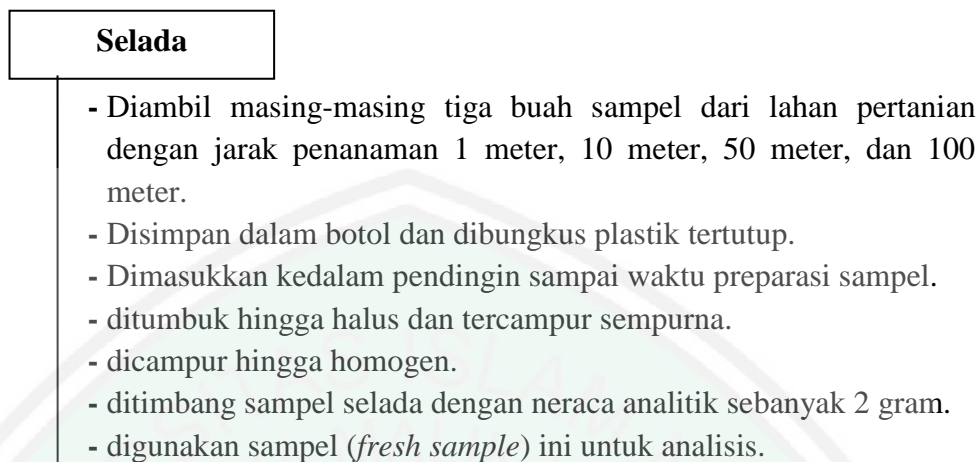 Selada
- Diambil masing-masing tiga buah sampel dari lahan pertanian
dengan jarak penanaman 1 meter, 10 meter, 50 meter, dan 100
meter.
- Disimpan dalam botol dan dibungkus plastik tertutup.
- Dimasukkan kedalam pendingin sampai waktu preparasi sampel.
- ditumbuk hingga halus dan tercampur sempurna.
- dicampur hingga homogen.
- ditimbang sampel selada dengan neraca analitik sebanyak 2 gram.
- digunakan sampel (fresh sample) ini untuk analisis.